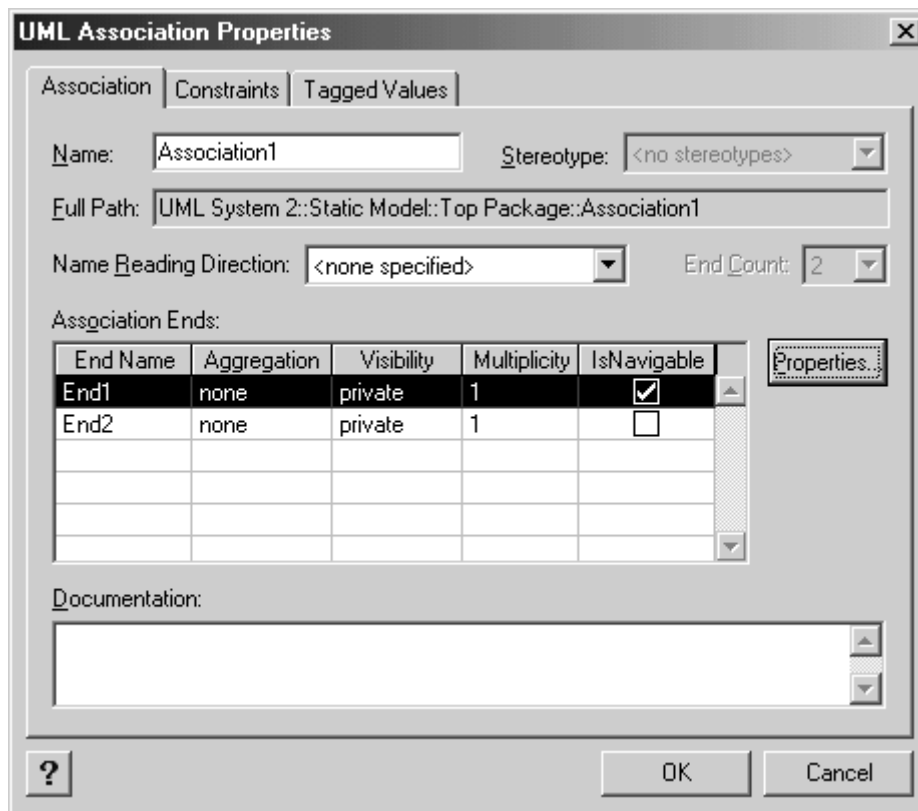 UML Association Properties
Association Constraints Tagged Values
Name: Association1 Stereotype: <no stereotypes>
Full Path: UML System 2::Static Model::Top Package::Association1
Name Reading Direction: <none specified> End Count: 2
Association Ends:
End Name Aggregation Visibility Multiplicity IsNavigable
Properties...
End1 none private 1
End2 none private 1
Documentation:
? OK Cancel